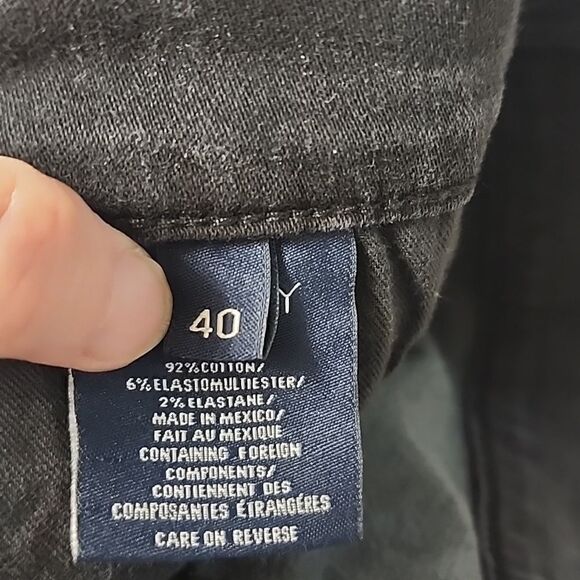 40
Y
92% COTTON/
6% ELASTOMULTIESTER/
2% ELASTANE/
MADE IN MEXICO/
FAIT AU MEXIQUE
CONTAINING FOREIGN
COMPONENTS/
CONTIENNENT DES
COMPOSANTES ÉTRANGÉRES
CARE ON REVERSE